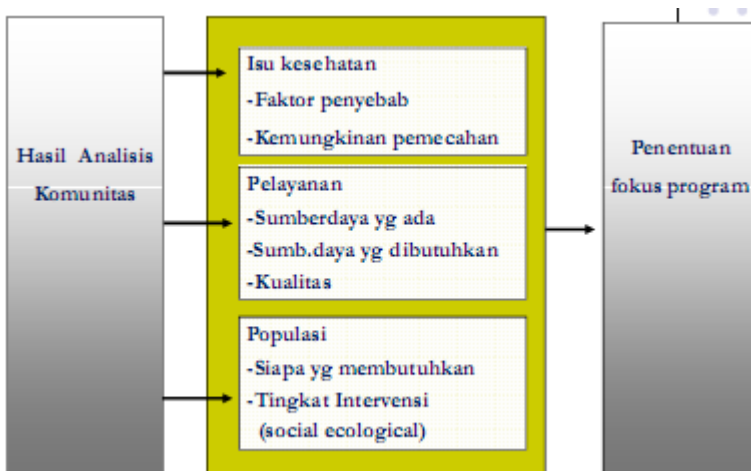 Hasil Analisis
Komunitas
Isu kesehatan
-Faktor penyebab
-Kemungkinan pemecahan
Pelayanan
-Sumberdaya yg ada
-Sumb.daya yg dibutuhkan
-Kualitas
Populasi
-Siapa yg membutuhkan
-Tingkat Intervensi
(social ecological)
Penentuan
fokus program